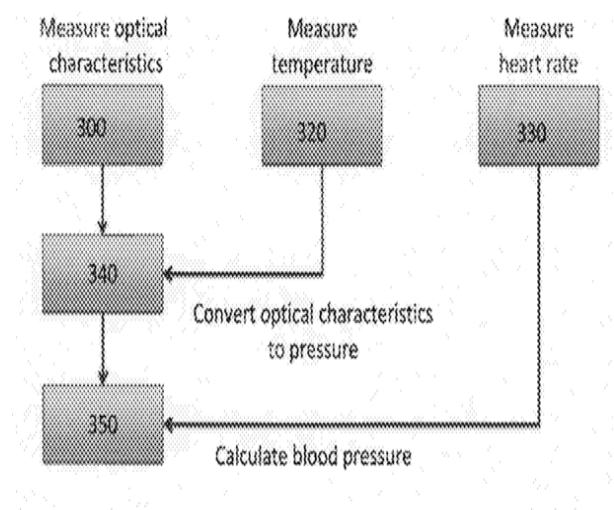 Measure optical
characteristics
Measure
temperature
Measure
heart rate
300
320
330
340
Convert optical characteristics
to pressure
350
Calculate blood pressure